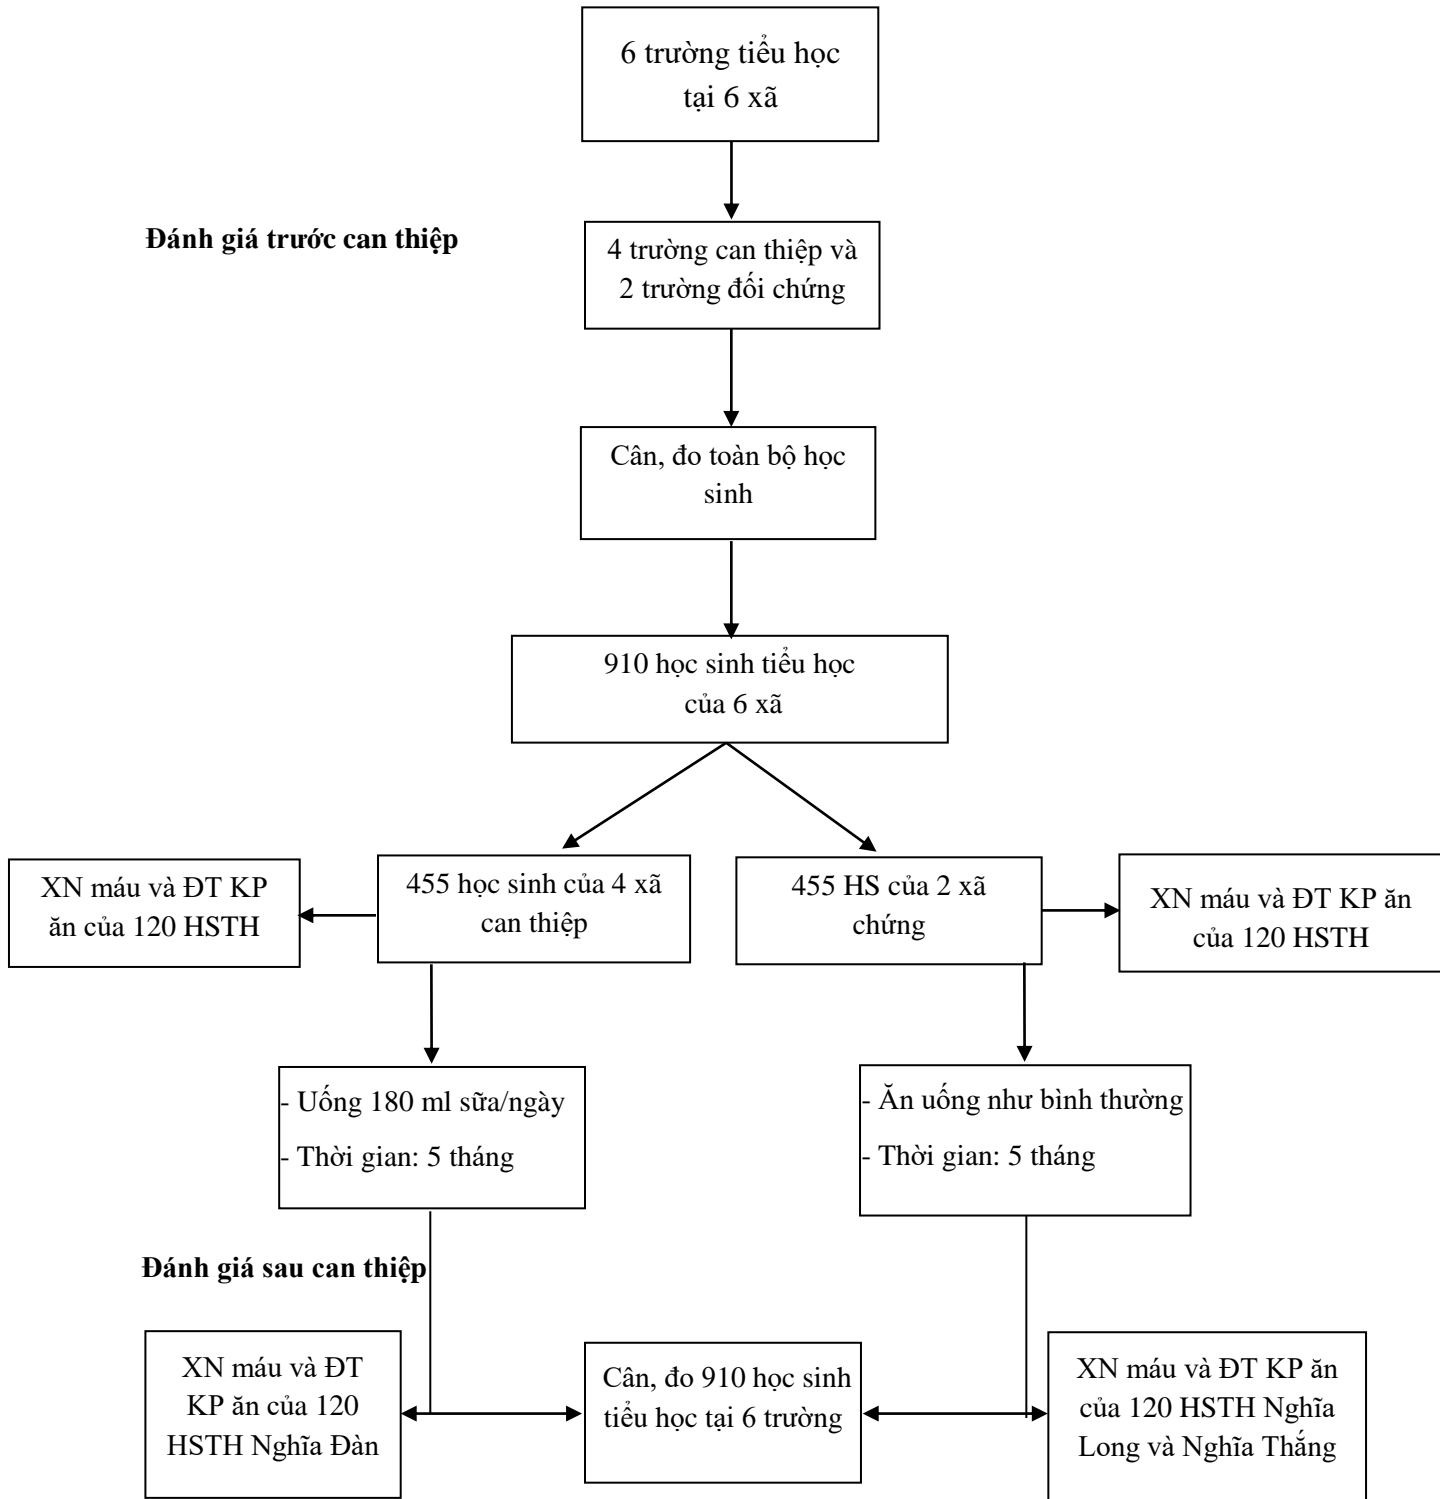 6 trường tiểu học
tại 6 xã
Đánh giá trước can thiệp
4 trường can thiệp và
2 trường đối chứng
Cân, đo toàn bộ học
sinh
910 học sinh tiểu học
của 6 xã
XN máu và ĐT KP
ăn của 120 HSTH
455 học sinh của 4 xã
can thiệp
455 HS của 2 xã
chứng
XN máu và ĐT KP ăn
của 120 HSTH
- Uống 180 ml sữa/ngày
- Thời gian: 5 tháng
- Ăn uống như bình thường
- Thời gian: 5 tháng
Đánh giá sau can thiệp
XN máu và ĐT
KP ăn của 120
HSTH Nghĩa Đàn
Cân, đo 910 học sinh
tiểu học tại 6 trường
XN máu và ĐT KP ăn
của 120 HSTH Nghĩa
Long và Nghĩa Thắng